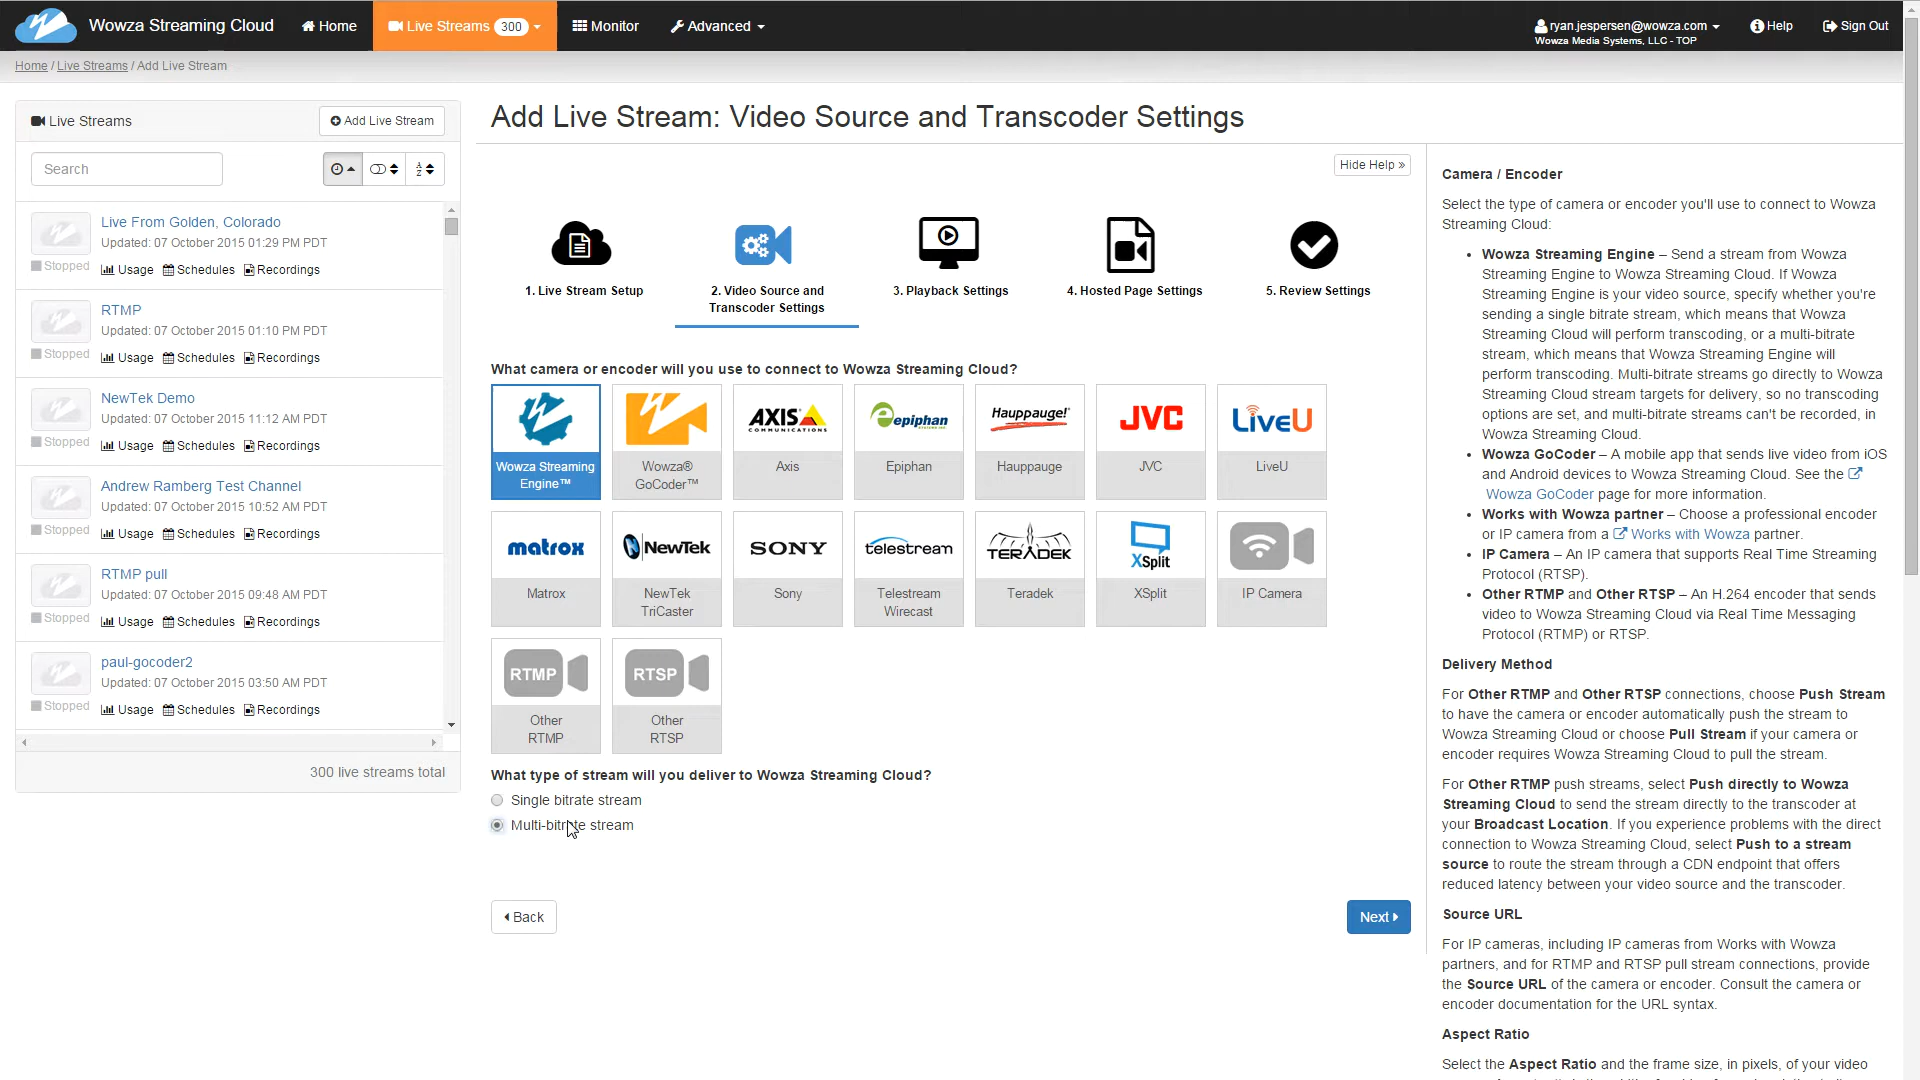 Wowza Streaming Cloud
Home
Live Streams 300
Monitor
Advanced
ryan.jespersen@wowza.com
Wowza Media Systems, LLC - TOP
Help
Sign Out
Home / Live Streams / Add Live Stream
Live Streams
Add Live Stream
Search
A
Z
Live From Golden, Colorado
Updated: 07 October 2015 01:29 PM PDT
Stopped
Usage Schedules Recordings
RTMP
Updated: 07 October 2015 01:10 PM PDT
Stopped
Usage Schedules Recordings
NewTek Demo
Updated: 07 October 2015 11:12 AM PDT
Stopped
Usage Schedules Recordings
Andrew Ramberg Test Channel
Updated: 07 October 2015 10:52 AM PDT
Stopped
Usage Schedules Recordings
RTMP pull
Updated: 07 October 2015 09:48 AM PDT
Stopped
Usage Schedules Recordings
paul-gocoder2
Updated: 07 October 2015 03:50 AM PDT
Stopped
Usage Schedules Recordings
300 live streams total
Add Live Stream: Video Source and Transcoder Settings
Hide Help »
1. Live Stream Setup
2. Video Source and
Transcoder Settings
3. Playback Settings
4. Hosted Page Settings
5. Review Settings
What camera or encoder will you use to connect to Wowza Streaming Cloud?
Wowza Streaming
Engine™
Wowza®
GoCoder™
AXIS
COMMUNICATIONS
Axis
epiphan
Epiphan
Hauppauge!
Hauppauge
JVC
JVC
LiveU
LiveU
matrox
Matrox
NewTek
NewTek
TriCaster
SONY
Sony
telestream
Telestream
Wirecast
TERADEK
Teradek
XSplit
XSplit
IP Camera
RTMP
Other
RTMP
RTSP
Other
RTSP
What type of stream will you deliver to Wowza Streaming Cloud?
Single bitrate stream
Multi-bitrate stream
Back
Next
Camera / Encoder
Select the type of camera or encoder you'll use to connect to Wowza
Streaming Cloud:
• Wowza Streaming Engine – Send a stream from Wowza
Streaming Engine to Wowza Streaming Cloud. If Wowza
Streaming Engine is your video source, specify whether you're
sending a single bitrate stream, which means that Wowza
Streaming Cloud will perform transcoding, or a multi-bitrate
stream, which means that Wowza Streaming Engine will
perform transcoding. Multi-bitrate streams go directly to Wowza
Streaming Cloud stream targets for delivery, so no transcoding
options are set, and multi-bitrate streams can't be recorded, in
Wowza Streaming Cloud.
• Wowza GoCoder – A mobile app that sends live video from iOS
and Android devices to Wowza Streaming Cloud. See the
Wowza GoCoder page for more information.
• Works with Wowza partner – Choose a professional encoder
or IP camera from a Works with Wowza partner.
• IP Camera – An IP camera that supports Real Time Streaming
Protocol (RTSP).
• Other RTMP and Other RTSP – An H.264 encoder that sends
video to Wowza Streaming Cloud via Real Time Messaging
Protocol (RTMP) or RTSP.
Delivery Method
For Other RTMP and Other RTSP connections, choose Push Stream
to have the camera or encoder automatically push the stream to
Wowza Streaming Cloud or choose Pull Stream if your camera or
encoder requires Wowza Streaming Cloud to pull the stream.
For Other RTMP push streams, select Push directly to Wowza
Streaming Cloud to send the stream directly to the transcoder at
your Broadcast Location. If you experience problems with the direct
connection to Wowza Streaming Cloud, select Push to a stream
source to route the stream through a CDN endpoint that offers
reduced latency between your video source and the transcoder.
Source URL
For IP cameras, including IP cameras from Works with Wowza
partners, and for RTMP and RTSP pull stream connections, provide
the Source URL of the camera or encoder. Consult the camera or
encoder documentation for the URL syntax.
Aspect Ratio
Select the Aspect Ratio and the frame size, in pixels, of your video